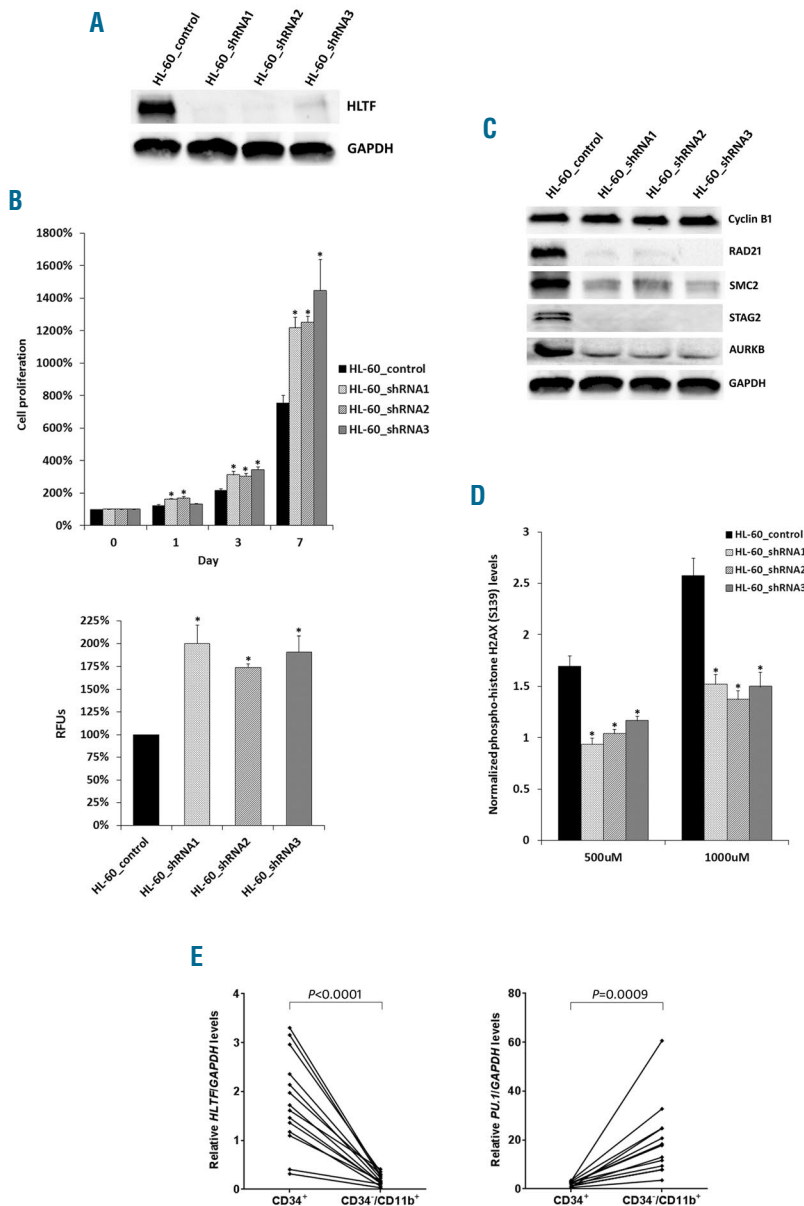 A
HL-60_control
HL-60_shRNA1
HL-60_shRNA2
HL-60_shRNA3
HLTF
GAPDH
B
1800%
1600%
1400%
1200%
1000%
800%
600%
400%
200%
0%
Cell proliferation
* * * * * * * *
HL-60_control
HL-60_shRNA1
HL-60_shRNA2
HL-60_shRNA3
0 1 3 7
Day
225%
200%
175%
150%
125%
100%
75%
50%
25%
0%
RFUs
* * *
HL-60_control
HL-60_shRNA1
HL-60_shRNA2
HL-60_shRNA3
C
HL-60_control
HL-60_shRNA1
HL-60_shRNA2
HL-60_shRNA3
Cyclin B1
RAD21
SMC2
STAG2
AURKB
GAPDH
D
3
2.5
2
1.5
1
0.5
0
Normalized phospho-histone H2AX (S139) levels
* * * * * *
HL-60_control
HL-60_shRNA1
HL-60_shRNA2
HL-60_shRNA3
500uM 1000uM
E
P<0.0001
4
3
2
1
0
Relative HLTF/GAPDH levels
CD34⁺ CD34⁻/CD11b⁺
P=0.0009
80
60
40
20
0
Relative PU.1/GAPDH levels
CD34⁺ CD34⁻/CD11b⁺